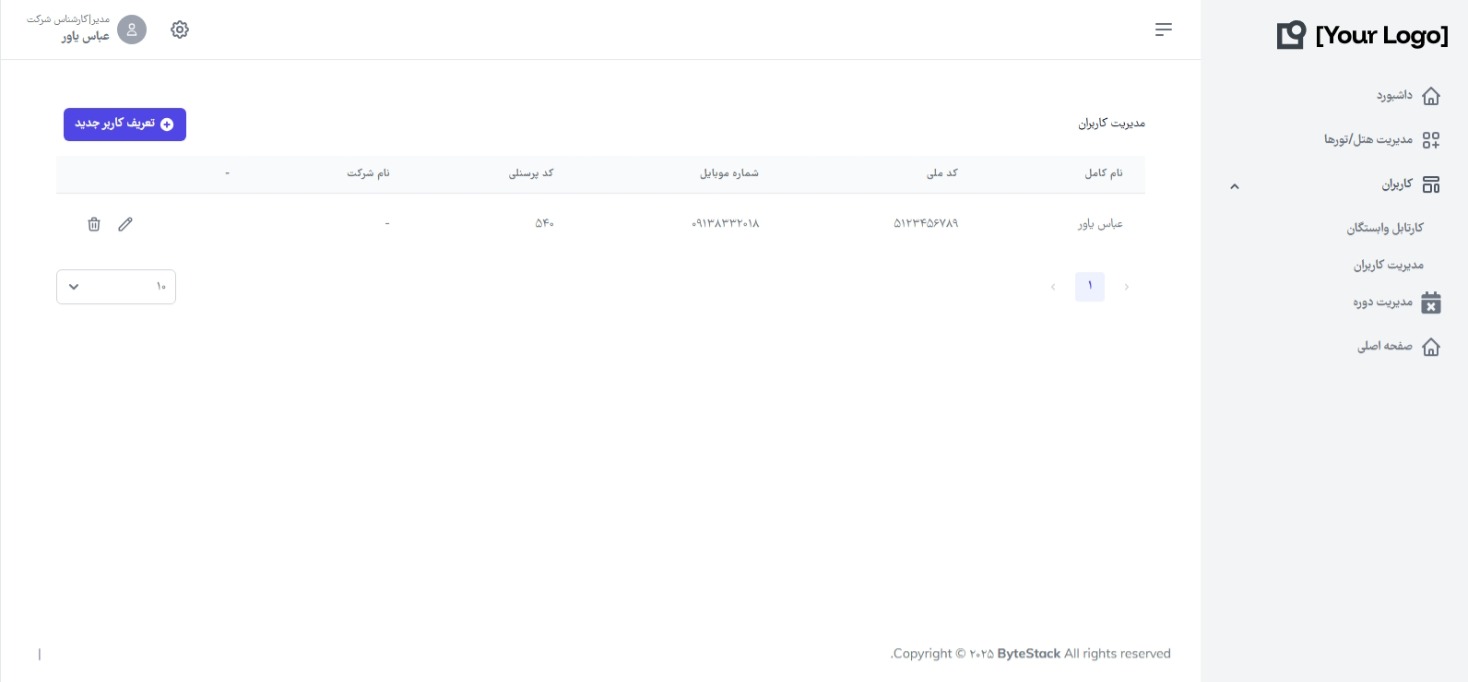 [Your Logo]
داشبورد
مدیریت هتل/تورها
کاربران
کارتابل وابستگان
مدیریت کاربران
مدیریت دوره
صفحه اصلی
مدیر|کارشناس شرکت
عباس یاور
مدیریت کاربران
تعریف کاربر جدید
نام کامل کد ملی شماره موبایل کد پرسنلی نام شرکت -
عباس یاور ۵۱۲۳۴۵۶۷۸۹ ۰۹۱۳۸۳۳۲۰۱۸ ۵۴۰ -
‹ ۱ ›
۱۰
.Copyright © ۲۰۲۵ ByteStack All rights reserved
|